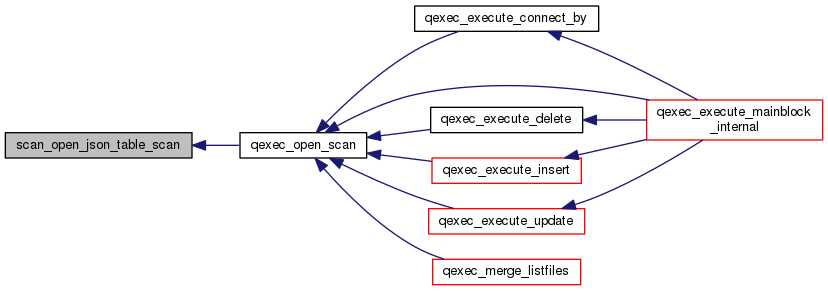 scan_open_json_table_scan
qexec_open_scan
qexec_execute_connect_by
qexec_execute_delete
qexec_execute_insert
qexec_execute_update
qexec_merge_listfiles
qexec_execute_mainblock
_internal